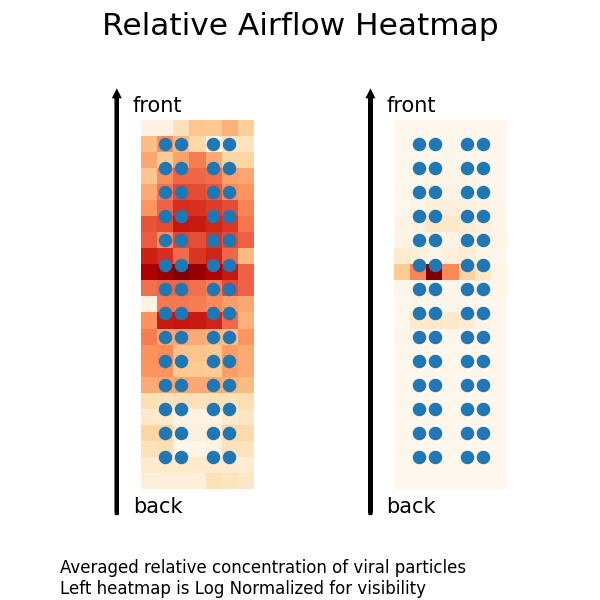 Relative Airflow Heatmap
front
front
back
back
Averaged relative concentration of viral particles
Left heatmap is Log Normalized for visibility